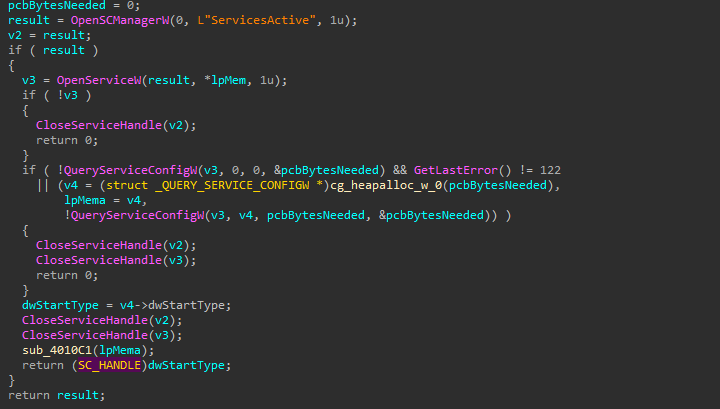 pcbBytesNeeded = 0;
result = OpenSCManagerW(0, L"ServicesActive", 1u);
v2 = result;
if ( result )
{
  v3 = OpenServiceW(result, *lpMem, 1u);
  if ( !v3 )
  {
    CloseServiceHandle(v2);
    return 0;
  }
  if ( !QueryServiceConfigW(v3, 0, 0, &pcbBytesNeeded) && GetLastError() != 122
    || (v4 = (struct _QUERY_SERVICE_CONFIGW *)cg_heapalloc_w_0(pcbBytesNeeded),
        lpMema = v4,
        !QueryServiceConfigW(v3, v4, pcbBytesNeeded, &pcbBytesNeeded)) )
  {
    CloseServiceHandle(v2);
    CloseServiceHandle(v3);
    return 0;
  }
  dwStartType = v4->dwStartType;
  CloseServiceHandle(v2);
  CloseServiceHandle(v3);
  sub_4010C1(lpMema);
  return (SC_HANDLE)dwStartType;
}
return result;